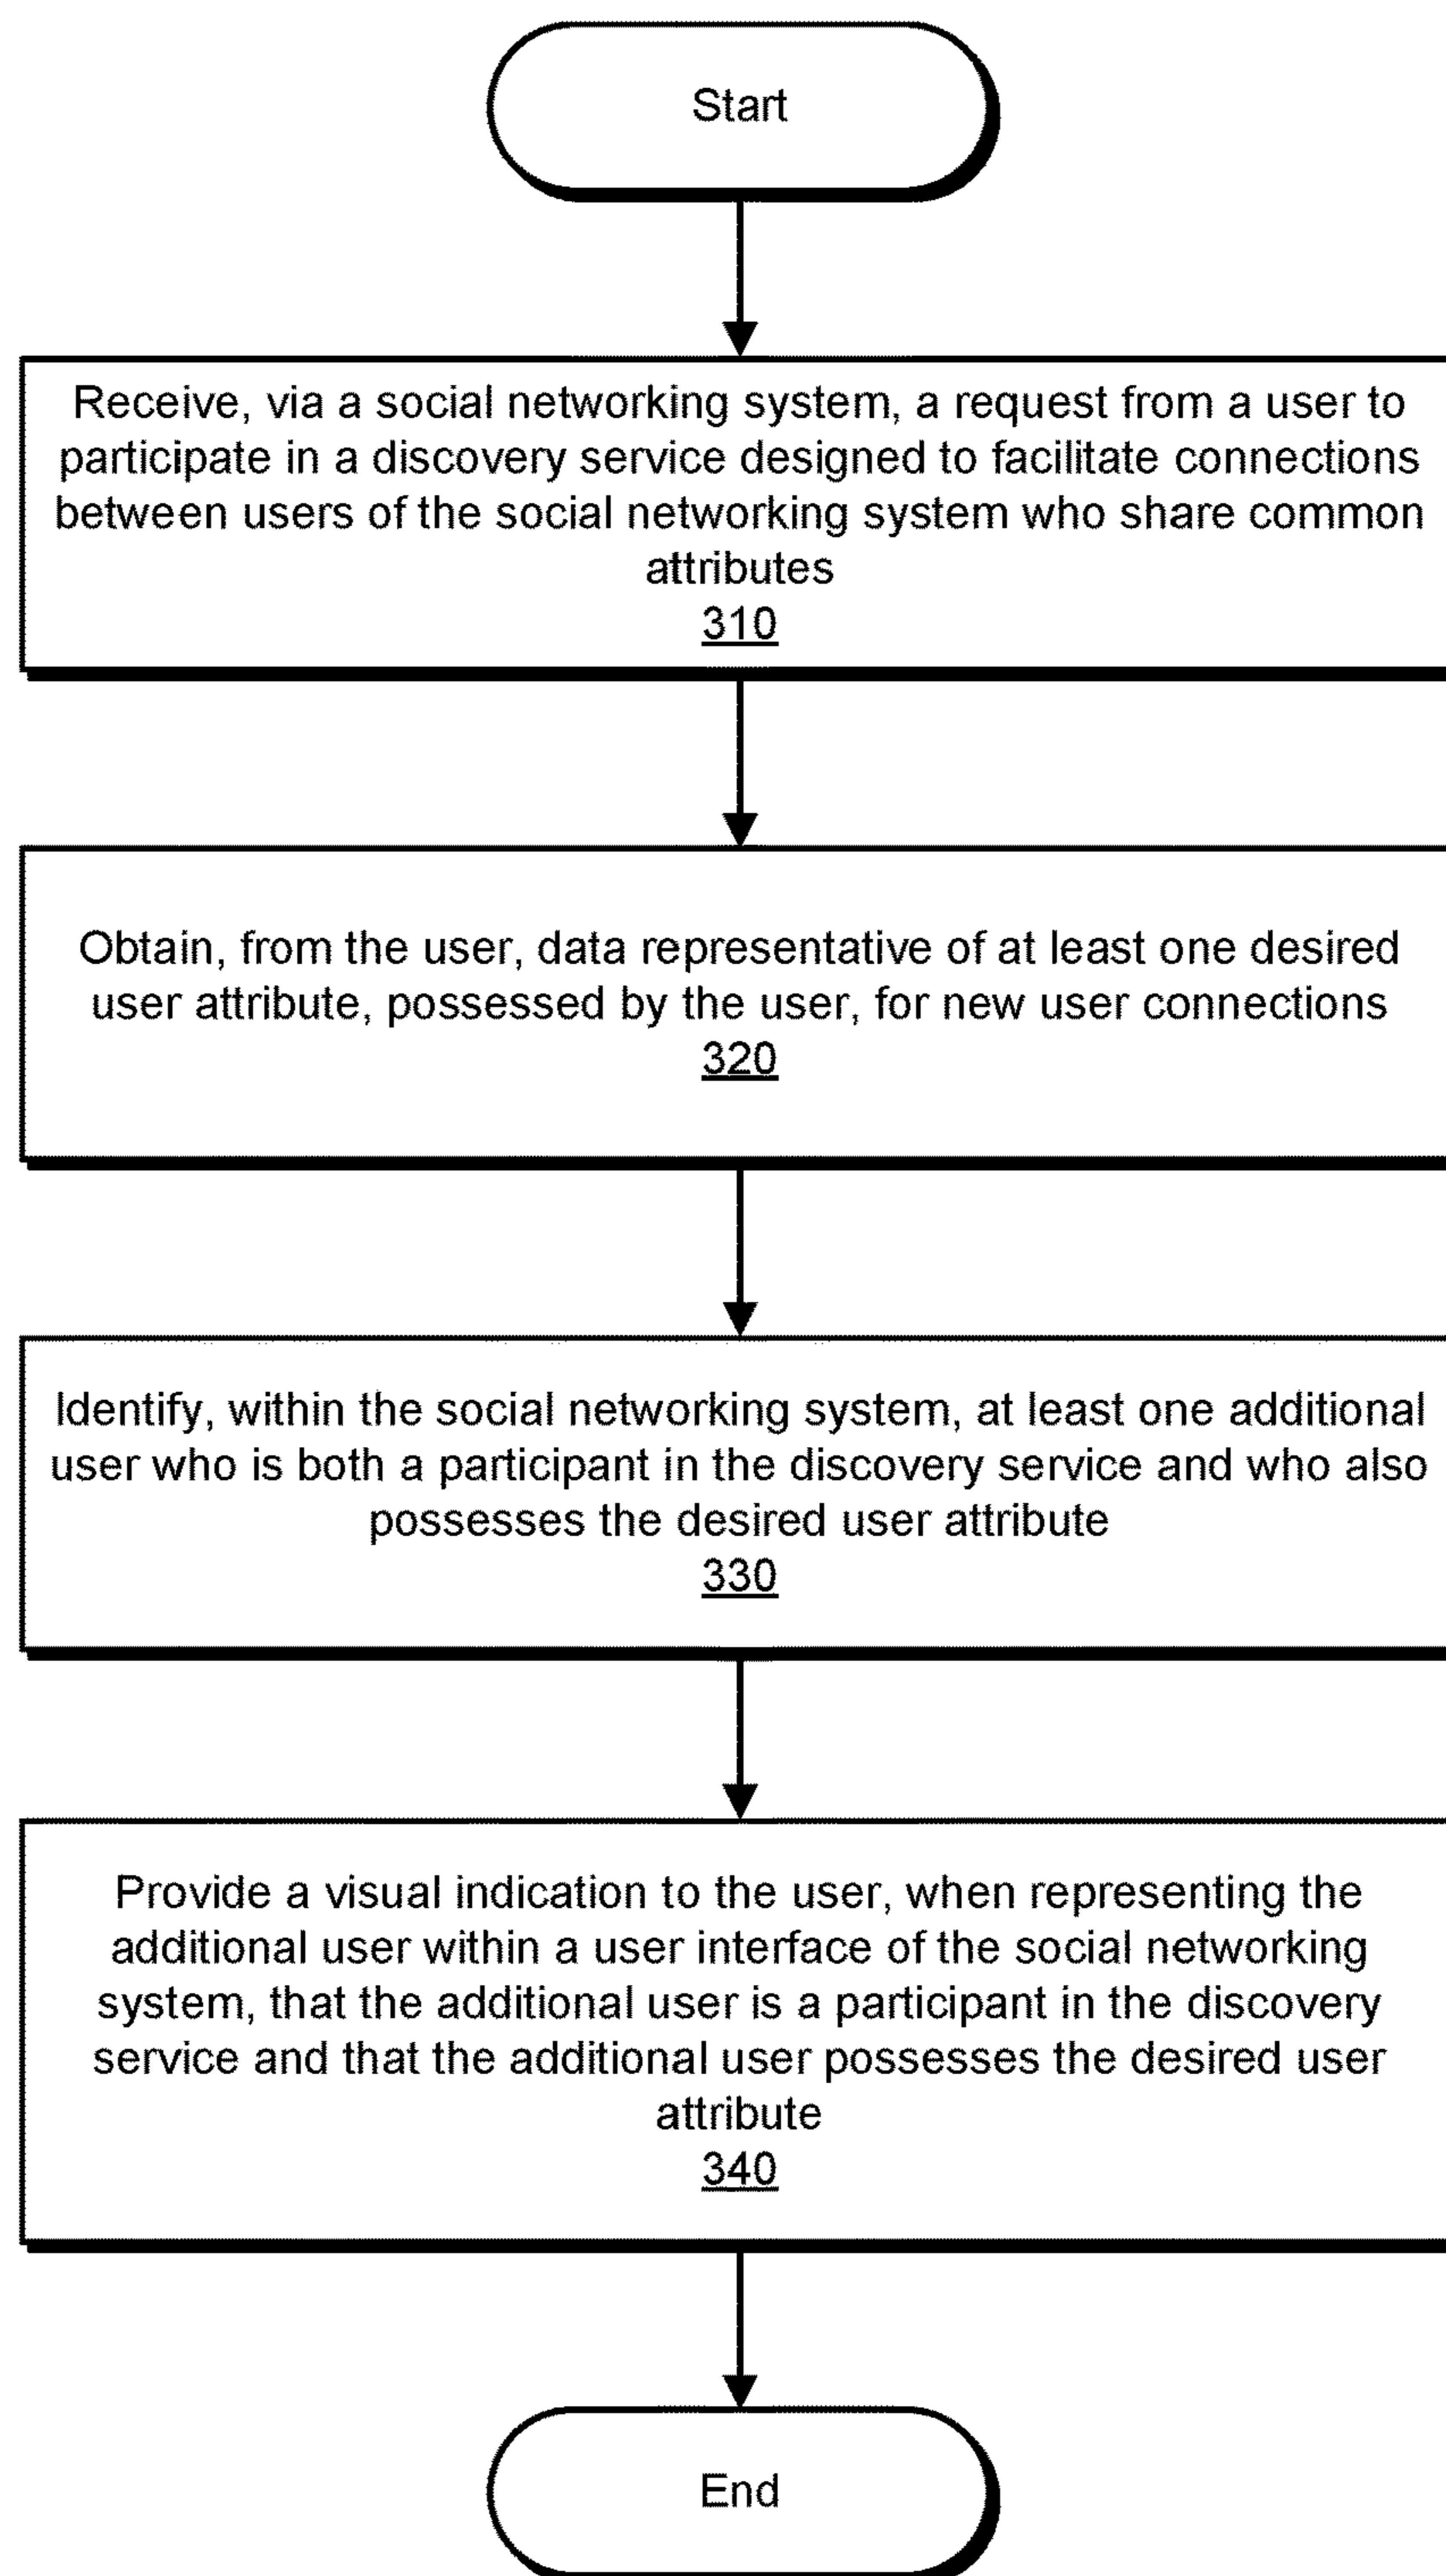 Start
Receive, via a social networking system, a request from a user to
participate in a discovery service designed to facilitate connections
between users of the social networking system who share common
attributes
310
Obtain, from the user, data representative of at least one desired
user attribute, possessed by the user, for new user connections
320
Identify, within the social networking system, at least one additional
user who is both a participant in the discovery service and who also
possesses the desired user attribute
330
Provide a visual indication to the user, when representing the
additional user within a user interface of the social networking
system, that the additional user is a participant in the discovery
service and that the additional user possesses the desired user
attribute
340
End